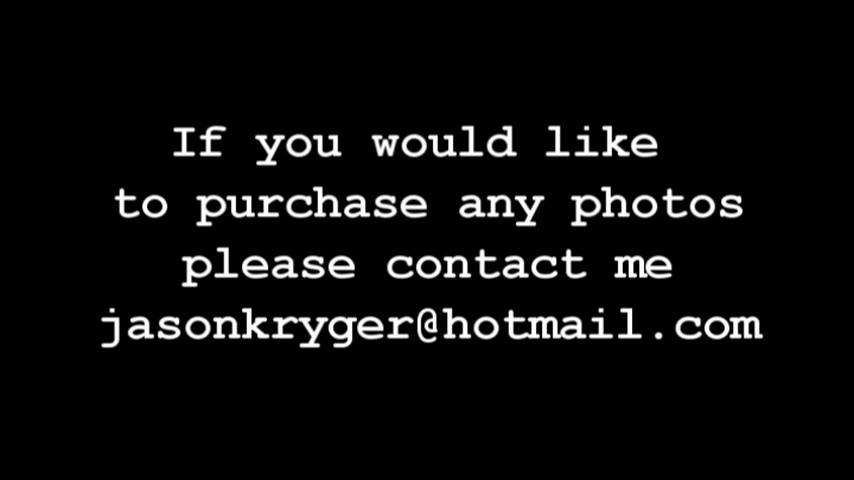 If you would like
to purchase any photos
please contact me
jasonkryger@hotmail.com